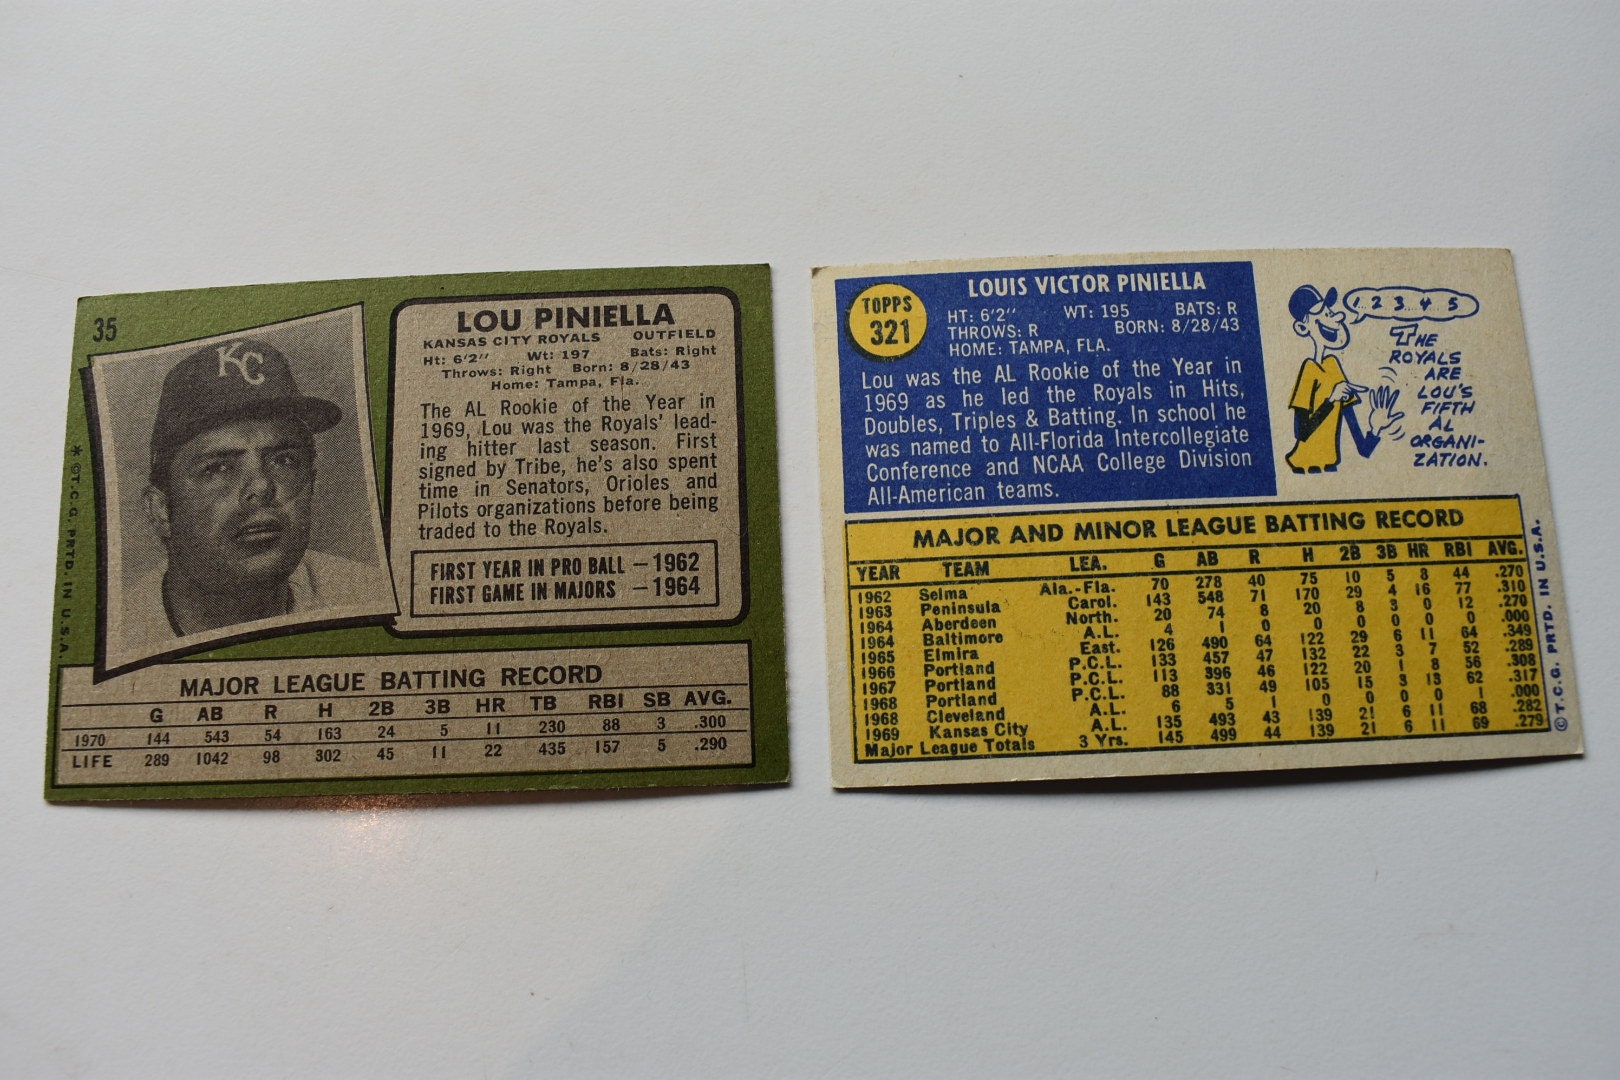 35
KC
LOU PINIELLA
KANSAS CITY ROYALS OUTFIELD
Ht: 6'2" Wt: 197 Bats: Right
Throws: Right Born: 8/28/43
Home: Tampa, Fla.
The AL Rookie of the Year in
1969, Lou was the Royals' lead-
ing hitter last season. First
signed by Tribe, he's also spent
time in Senators, Orioles and
Pilots organizations before being
traded to the Royals.
FIRST YEAR IN PRO BALL — 1962
FIRST GAME IN MAJORS — 1964
* © T.C.G. PRTD. IN U.S.A.
MAJOR LEAGUE BATTING RECORD
G AB R H 2B 3B HR TB RBI SB AVG.
1970 144 543 54 163 24 5 11 230 88 3 .300
LIFE 289 1042 98 302 45 11 22 435 157 5 .290
TOPPS
321
LOUIS VICTOR PINIELLA
HT: 6'2" WT: 195 BATS: R
THROWS: R BORN: 8/28/43
HOME: TAMPA, FLA.
Lou was the AL Rookie of the Year in
1969 as he led the Royals in Hits,
Doubles, Triples & Batting. In school he
was named to All-Florida Intercollegiate
Conference and NCAA College Division
All-American teams.
1 2 3 4 5
THE
ROYALS
ARE
LOU'S
FIFTH
AL
ORGANI-
ZATION.
MAJOR AND MINOR LEAGUE BATTING RECORD
YEAR TEAM LEA. G AB R H 2B 3B HR RBI AVG.
1962 Selma Ala.-Fla. 70 278 40 75 10 5 8 44 .270
1963 Peninsula Carol. 143 548 71 170 29 4 16 77 .310
1964 Aberdeen North. 20 74 8 20 8 3 0 12 .270
1964 Baltimore A.L. 4 1 0 0 0 0 0 0 .000
1965 Elmira East. 126 490 64 122 29 6 11 64 .249
1966 Portland P.C.L. 133 457 47 132 22 3 7 52 .289
1967 Portland P.C.L. 113 396 46 122 20 1 8 56 .308
1968 Portland P.C.L. 88 331 49 105 15 3 13 62 .317
1968 Cleveland A.L. 6 5 1 0 0 0 0 1 .000
1969 Kansas City A.L. 135 493 43 139 21 6 11 68 .282
Major League Totals 3 Yrs. 145 499 44 139 21 6 11 69 .279
© T.C.G. PRTD. IN U.S.A.